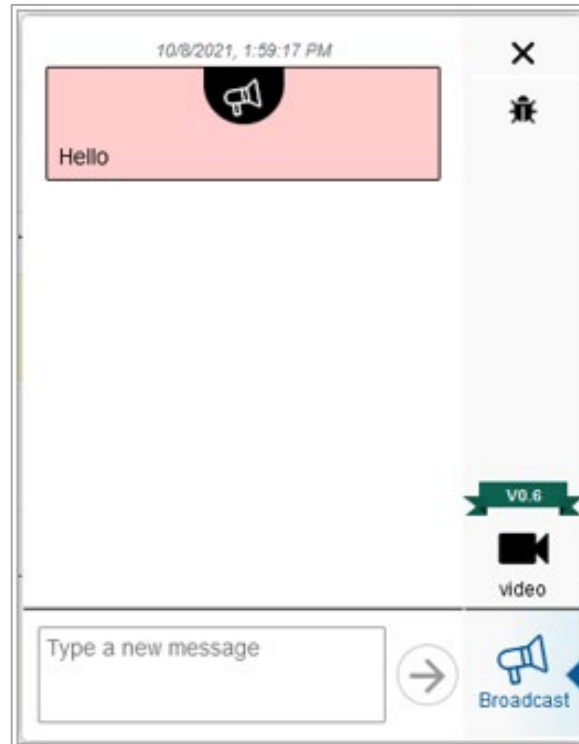 10/8/2021, 1:59:17 PM
Hello
V0.6
video
Type a new message
Broadcast